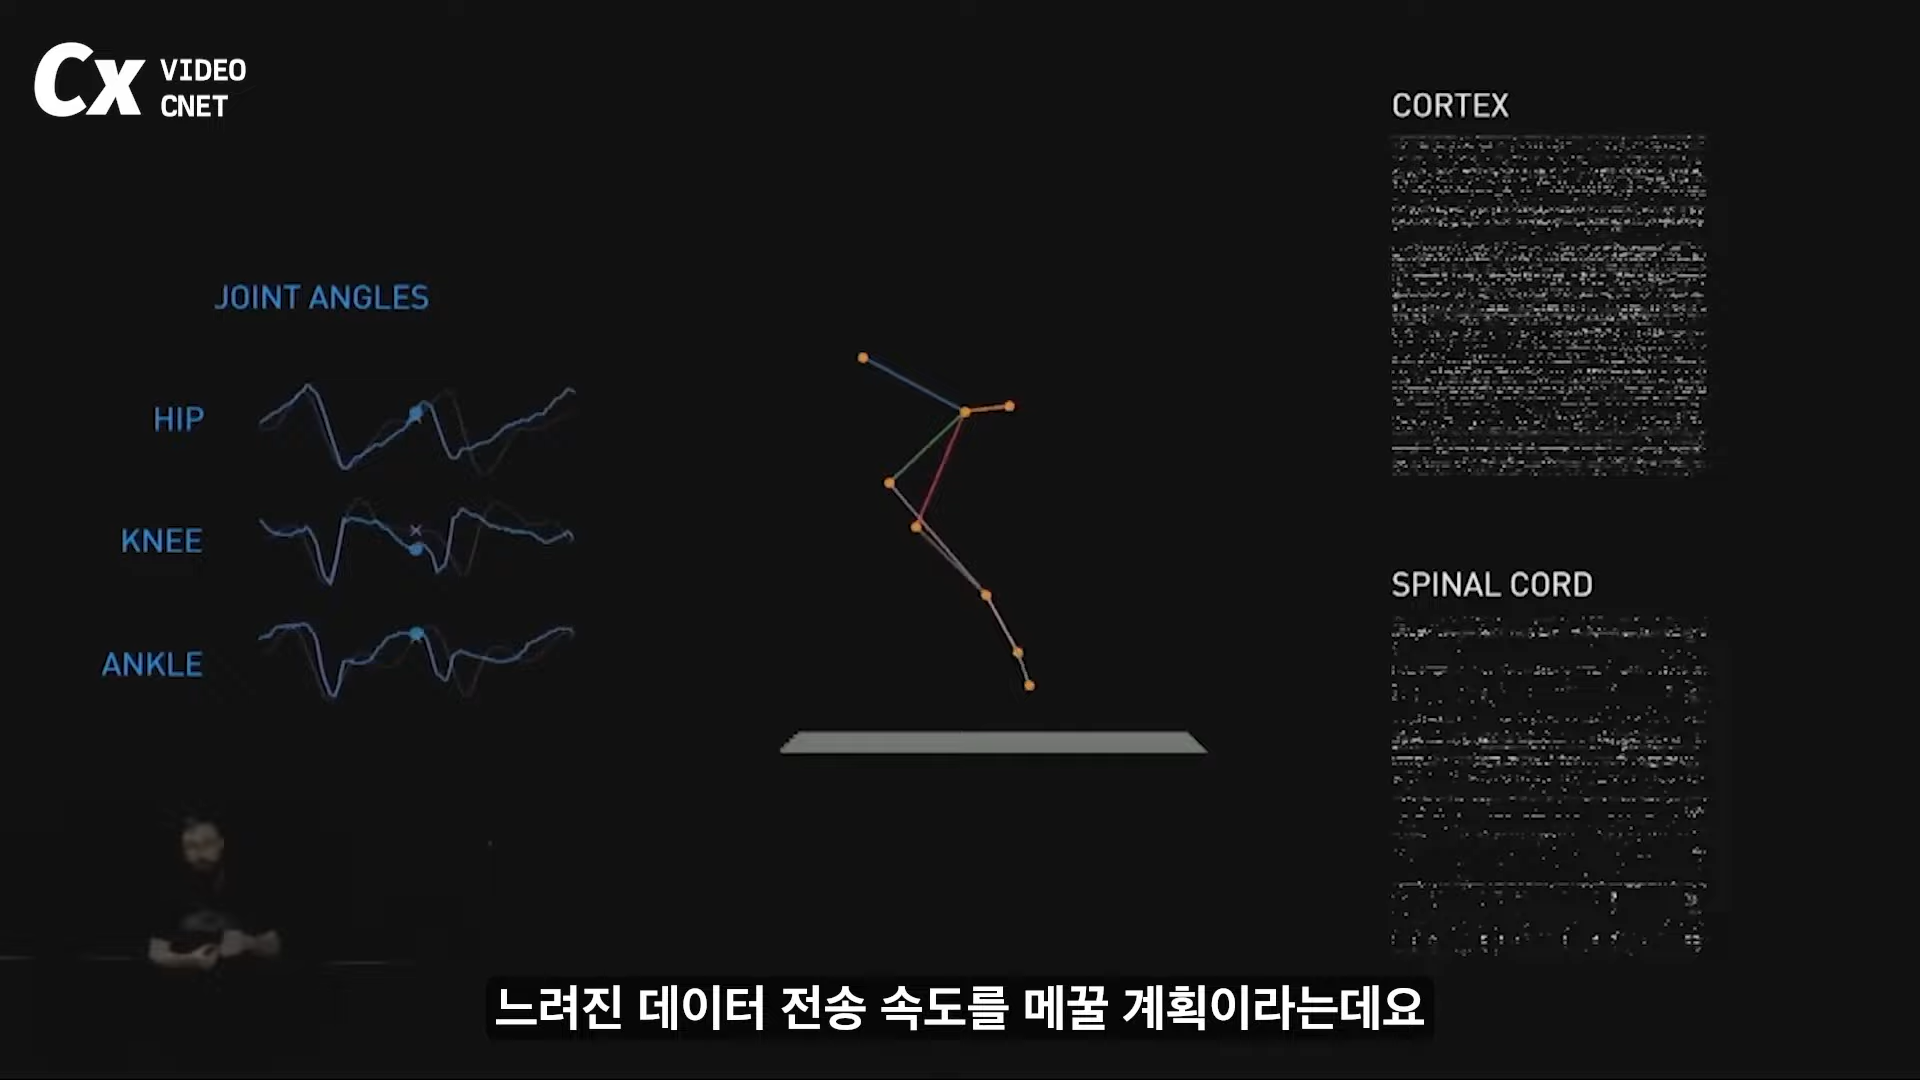 Cx VIDEO
CNET
CORTEX
JOINT ANGLES
HIP
KNEE
SPINAL CORD
ANKLE
느려진 데이터 전송 속도를 메꿀 계획이라는데요